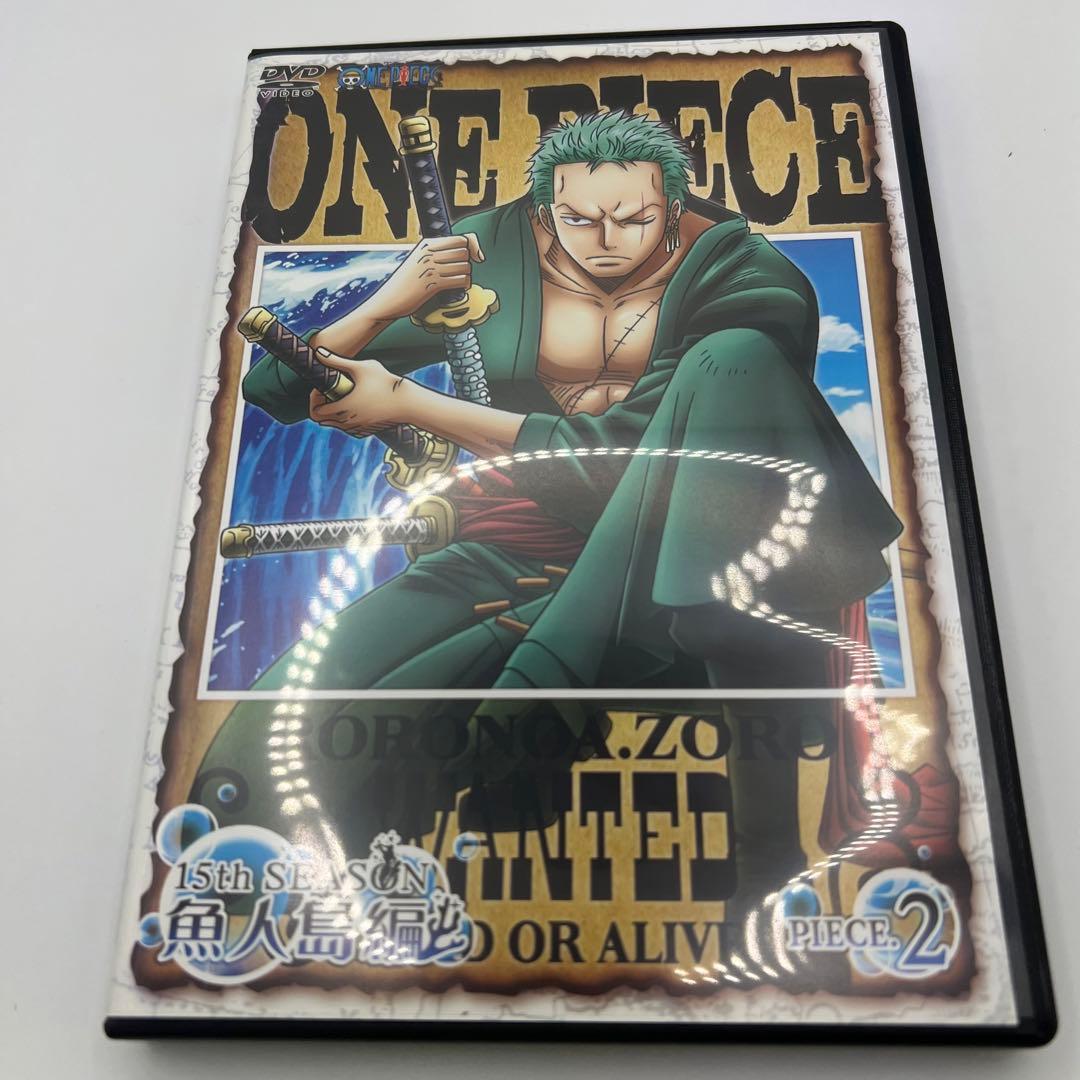 DVD
VIDEO
ONE PIECE
ONE PIECE
RORONOA.ZORO
WANTED
OR ALIVE
15th SEASON
魚人島編
PIECE.2